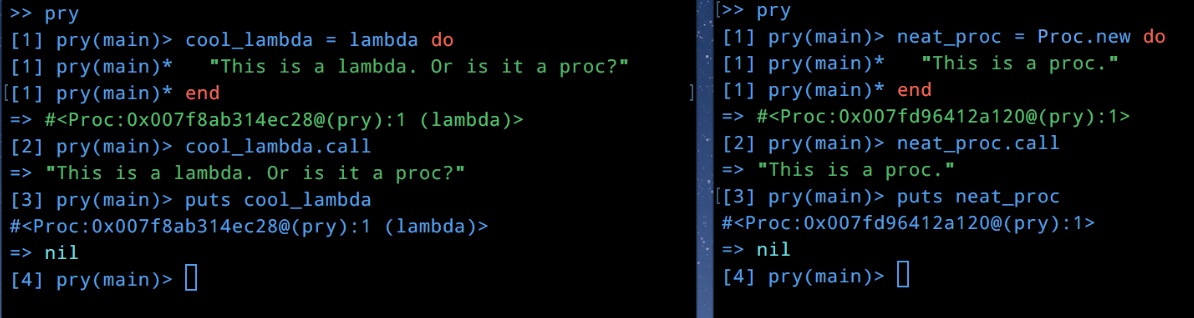 >> pry
[1] pry(main)> cool_lambda = lambda do
[1] pry(main)*   "This is a lambda. Or is it a proc?"
[1] pry(main)* end
=> #<Proc:0x007f8ab314ec28@(pry):1 (lambda)>
[2] pry(main)> cool_lambda.call
=> "This is a lambda. Or is it a proc?"
[3] pry(main)> puts cool_lambda
#<Proc:0x007f8ab314ec28@(pry):1 (lambda)>
=> nil
[4] pry(main)>
>> pry
[1] pry(main)> neat_proc = Proc.new do
[1] pry(main)*   "This is a proc."
[1] pry(main)* end
=> #<Proc:0x007fd96412a120@(pry):1>
[2] pry(main)> neat_proc.call
=> "This is a proc."
[3] pry(main)> puts neat_proc
#<Proc:0x007fd96412a120@(pry):1>
=> nil
[4] pry(main)>